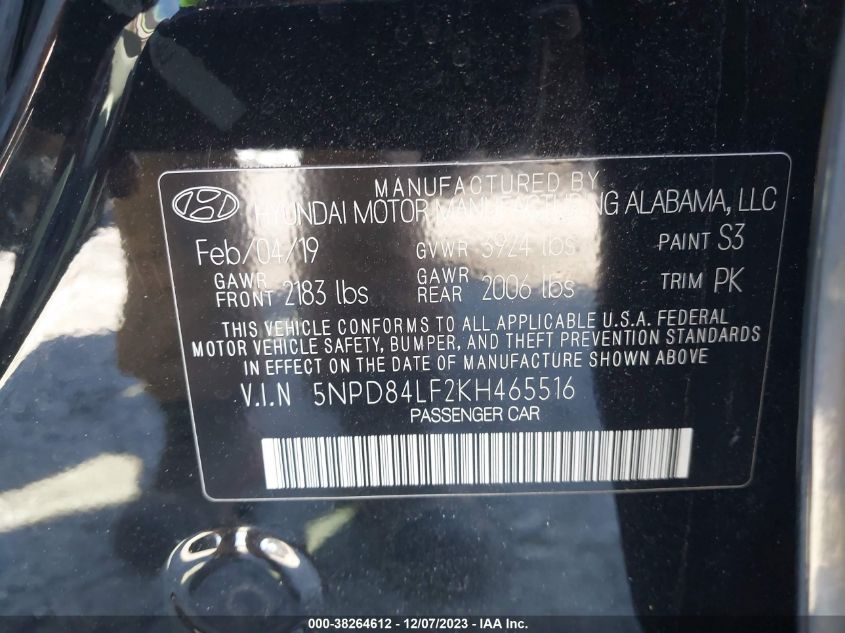 MANUFACTURED BY
HYUNDAI MOTOR MANUFACTURING ALABAMA, LLC
Feb/04/19 GVWR 3924 lbs PAINT S3
GAWR FRONT 2183 lbs GAWR REAR 2006 lbs TRIM PK
THIS VEHICLE CONFORMS TO ALL APPLICABLE U.S.A. FEDERAL
MOTOR VEHICLE SAFETY, BUMPER, AND THEFT PREVENTION STANDARDS
IN EFFECT ON THE DATE OF MANUFACTURE SHOWN ABOVE
V.I.N 5NPD84LF2KH465516
PASSENGER CAR
000-38264612 - 12/07/2023 - IAA Inc.